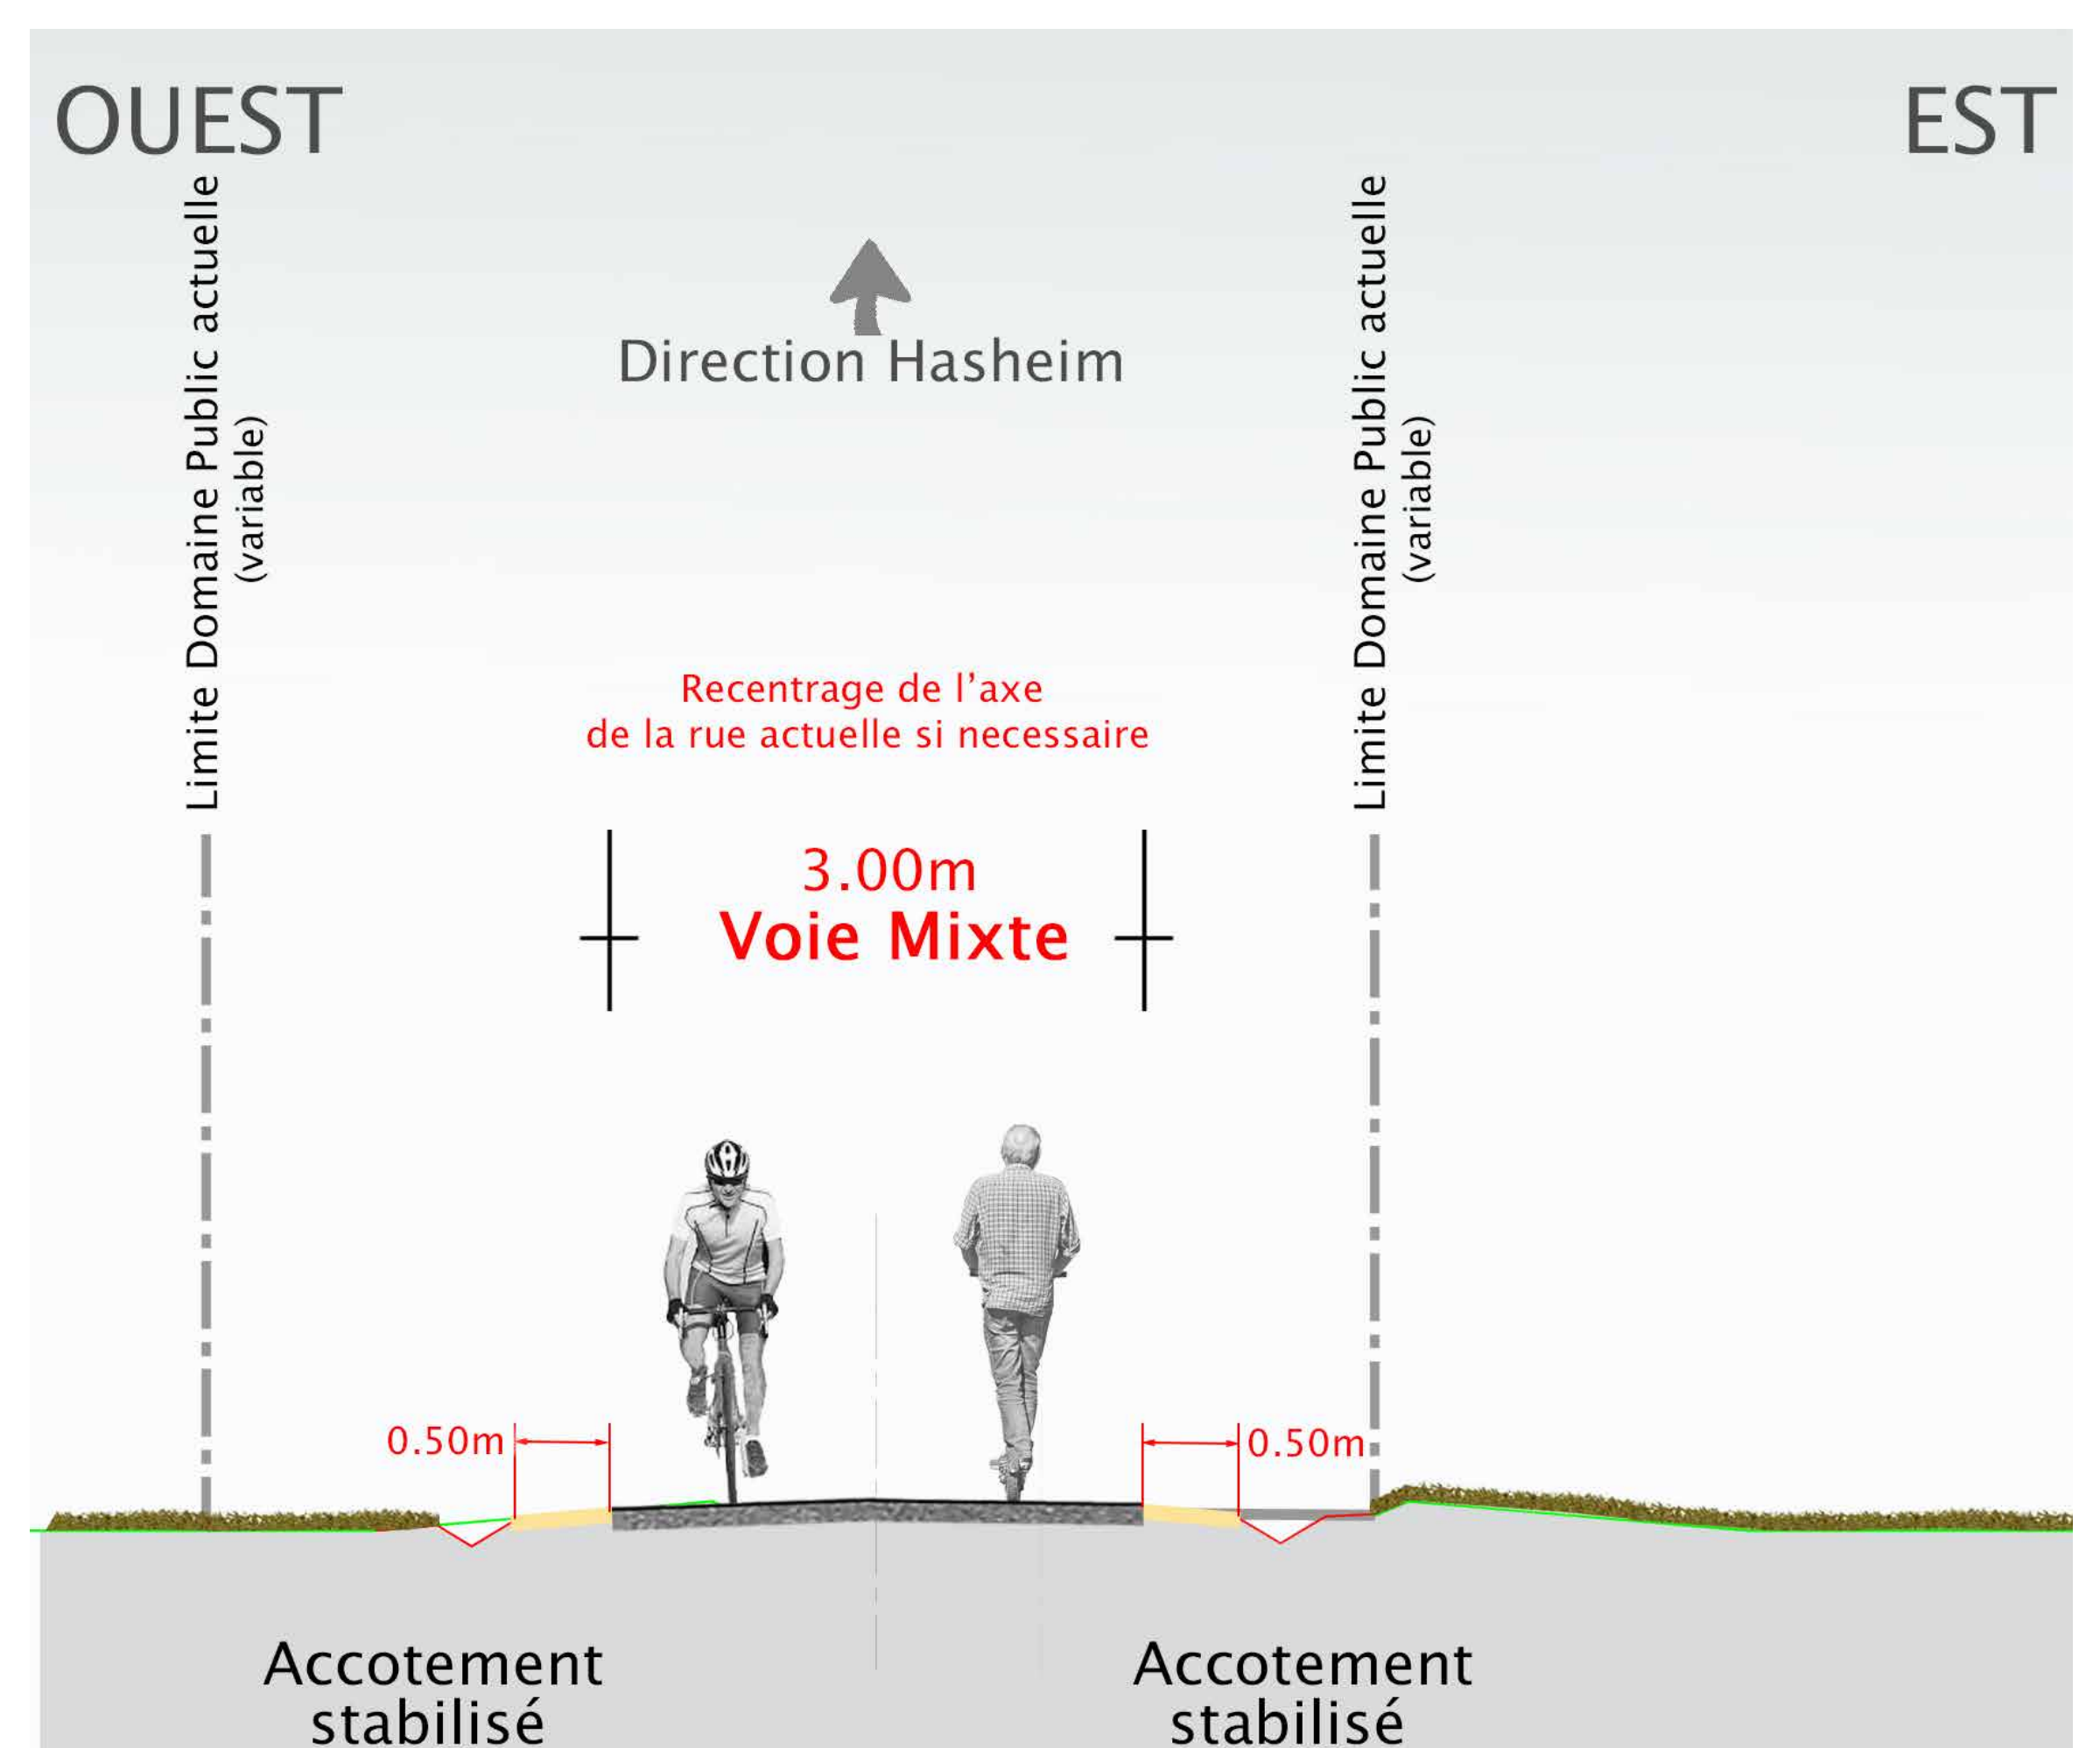 OUEST
EST
Limite Domaine Public actuelle
(variable)
Direction Hasheim
Limite Domaine Public actuelle
(variable)
Recentrage de l’axe
de la rue actuelle si necessaire
3.00m
Voie Mixte
0.50m
0.50m
Accotement
stabilisé
Accotement
stabilisé